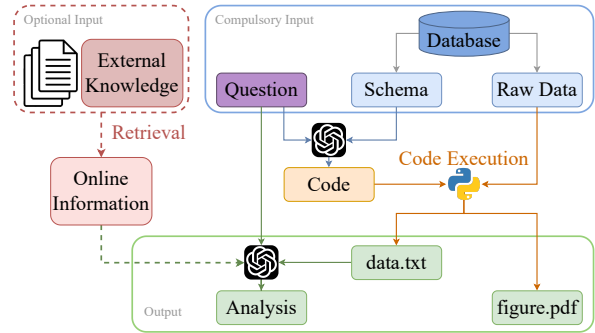 Optional Input
External
Knowledge
Compulsory Input
Database
Question
Schema
Raw Data
Retrieval
Code Execution
Online
Information
Code
data.txt
Output
Analysis
figure.pdf